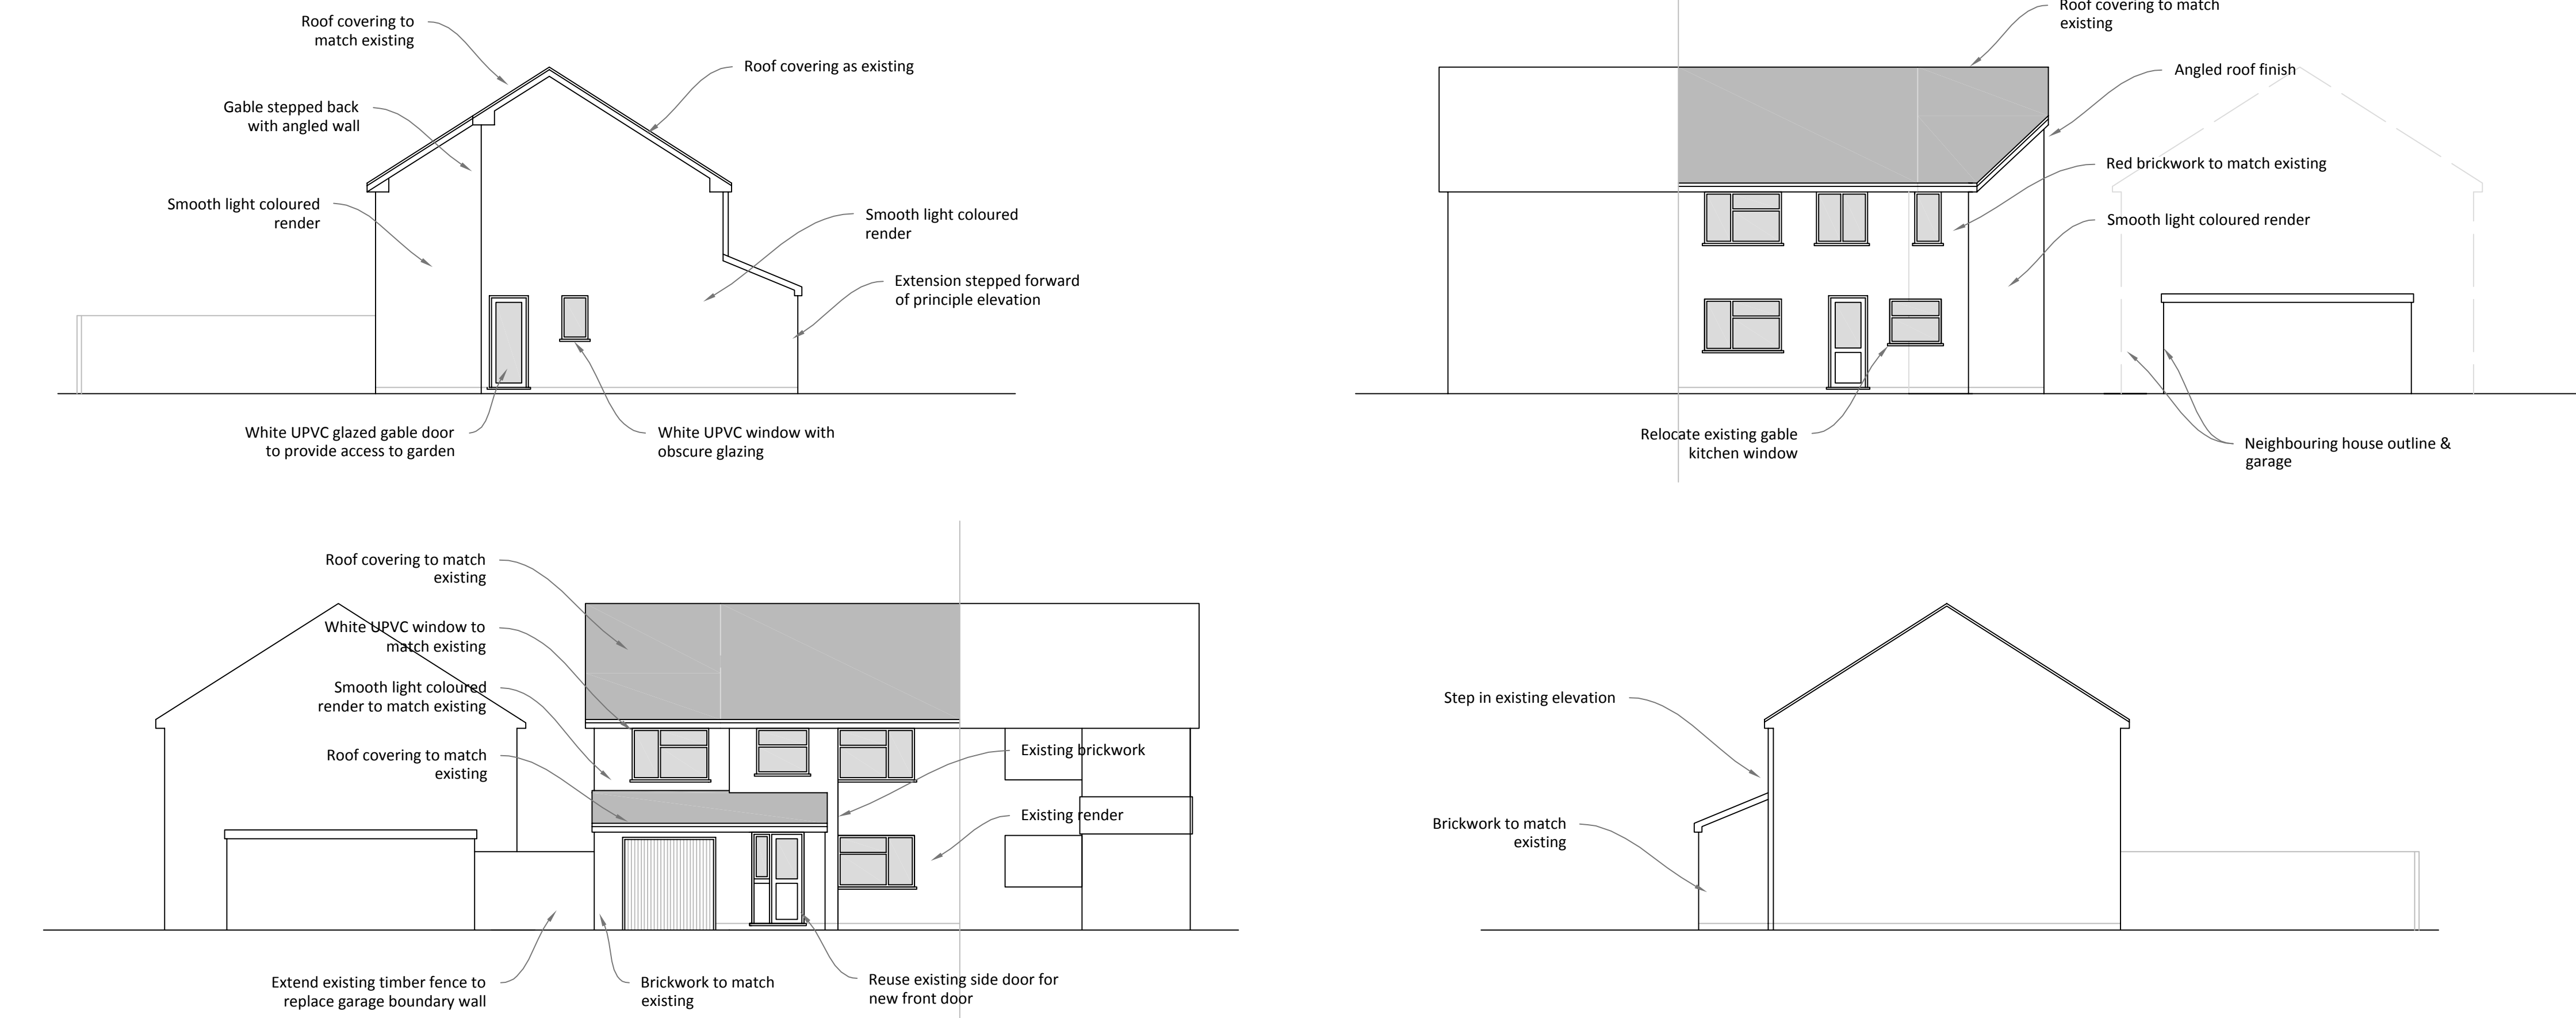 Roof covering to
match existing
Roof covering as existing
Gable stepped back
with angled wall
Smooth light coloured
render
Smooth light coloured
render
Extension stepped forward
of principle elevation
White UPVC glazed gable door
to provide access to garden
White UPVC window with
obscure glazing
Roof covering to match
existing
Angled roof finish
Red brickwork to match existing
Smooth light coloured render
Relocate existing gable
kitchen window
Neighbouring house outline &
garage
Roof covering to match
existing
White UPVC window to
match existing
Smooth light coloured
render to match existing
Roof covering to match
existing
Existing brickwork
Existing render
Extend existing timber fence to
replace garage boundary wall
Brickwork to match
existing
Reuse existing side door for
new front door
Step in existing elevation
Brickwork to match
existing